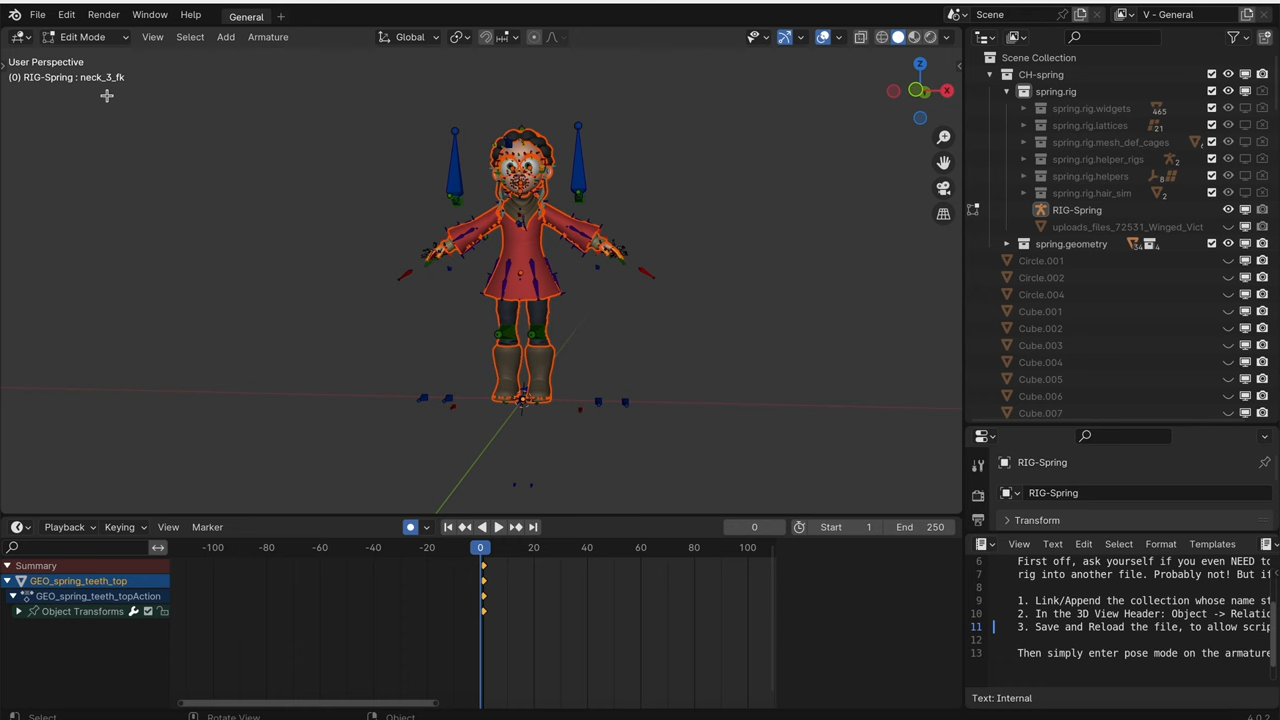 File Edit Render Window Help General Scene V - General
Edit Mode View Select Add Armature Global
User Perspective
(0) RIG-Spring : neck_3_fk
Z
X
Scene Collection
CH-spring
spring.rig
spring.rig.widgets 465
spring.rig.lattices 21
spring.rig.mesh_def_cages
spring.rig.helper_rigs 2
spring.rig.helpers 8
spring.rig.hair_sim 2
RIG-Spring
uploads_files_72531_Winged_Vict
spring.geometry 34 4
Circle.001
Circle.002
Circle.004
Cube.001
Cube.002
Cube.003
Cube.004
Cube.005
Cube.006
Cube.007
RIG-Spring
RIG-Spring
Transform
Playback Keying View Marker 0 Start 1 End 250
-100 -80 -60 -40 -20 0 20 40 60 80 100
Summary
GEO_spring_teeth_top
GEO_spring_teeth_topAction
Object Transforms
View Text Edit Select Format Templates
6 First off, ask yourself if you even NEED to
7 rig into another file. Probably not! But if
8
9 1. Link/Append the collection whose name st
10 2. In the 3D View Header: Object -> Relatio
11 3. Save and Reload the file, to allow scrip
12
13 Then simply enter pose mode on the armature
Text: Internal
Select Rotate View Object 4.0.2